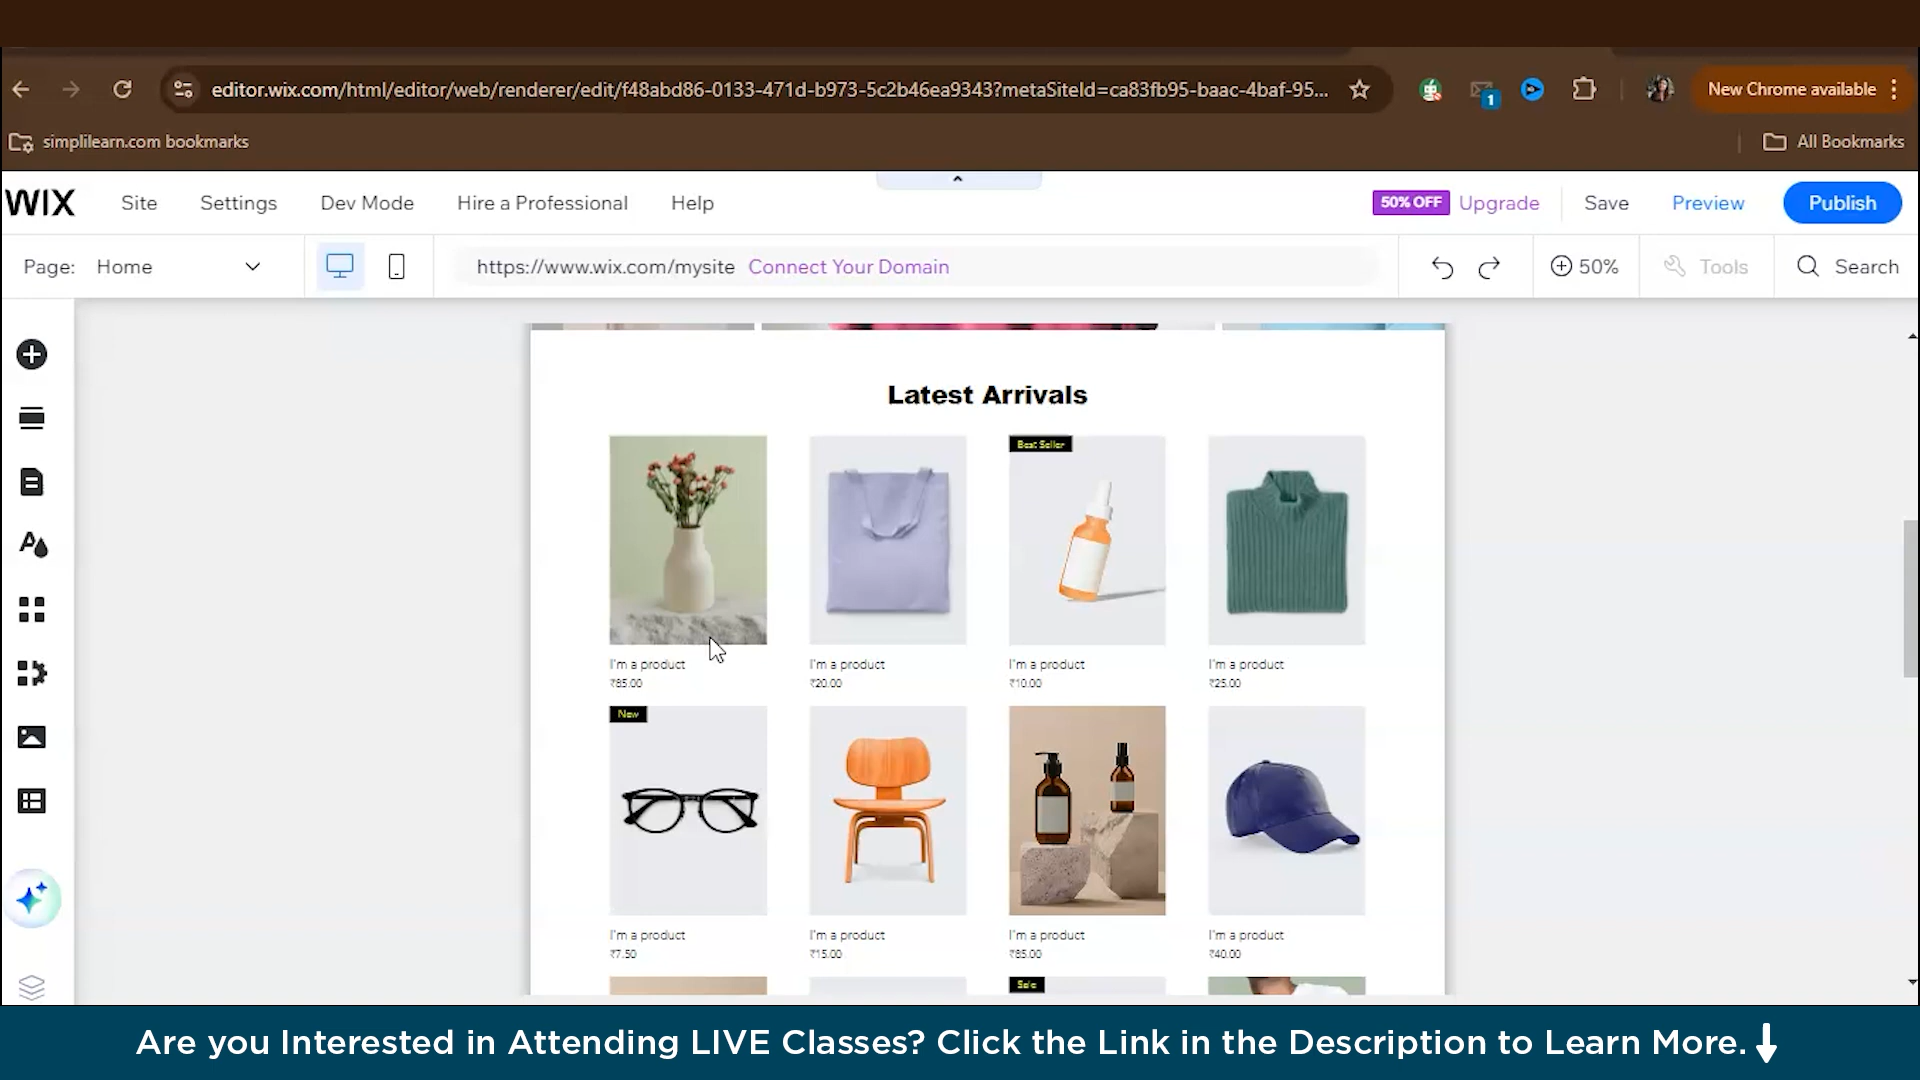 editor.wix.com/html/editor/web/renderer/edit/f48abd86-0133-471d-b973-5c2b46ea9343?metaSiteId=ca83fb95-baac-4baf-95...
1
New Chrome available
simplilearn.com bookmarks
All Bookmarks
WIX
Site
Settings
Dev Mode
Hire a Professional
Help
50% OFF
Upgrade
Save
Preview
Publish
Page: Home
https://www.wix.com/mysite Connect Your Domain
50%
Tools
Search
Latest Arrivals
Best Seller
I'm a product
₹85.00
I'm a product
₹20.00
I'm a product
₹10.00
I'm a product
₹25.00
New
I'm a product
₹7.50
I'm a product
₹15.00
I'm a product
₹85.00
I'm a product
₹40.00
Sale
Are you Interested in Attending LIVE Classes? Click the Link in the Description to Learn More.